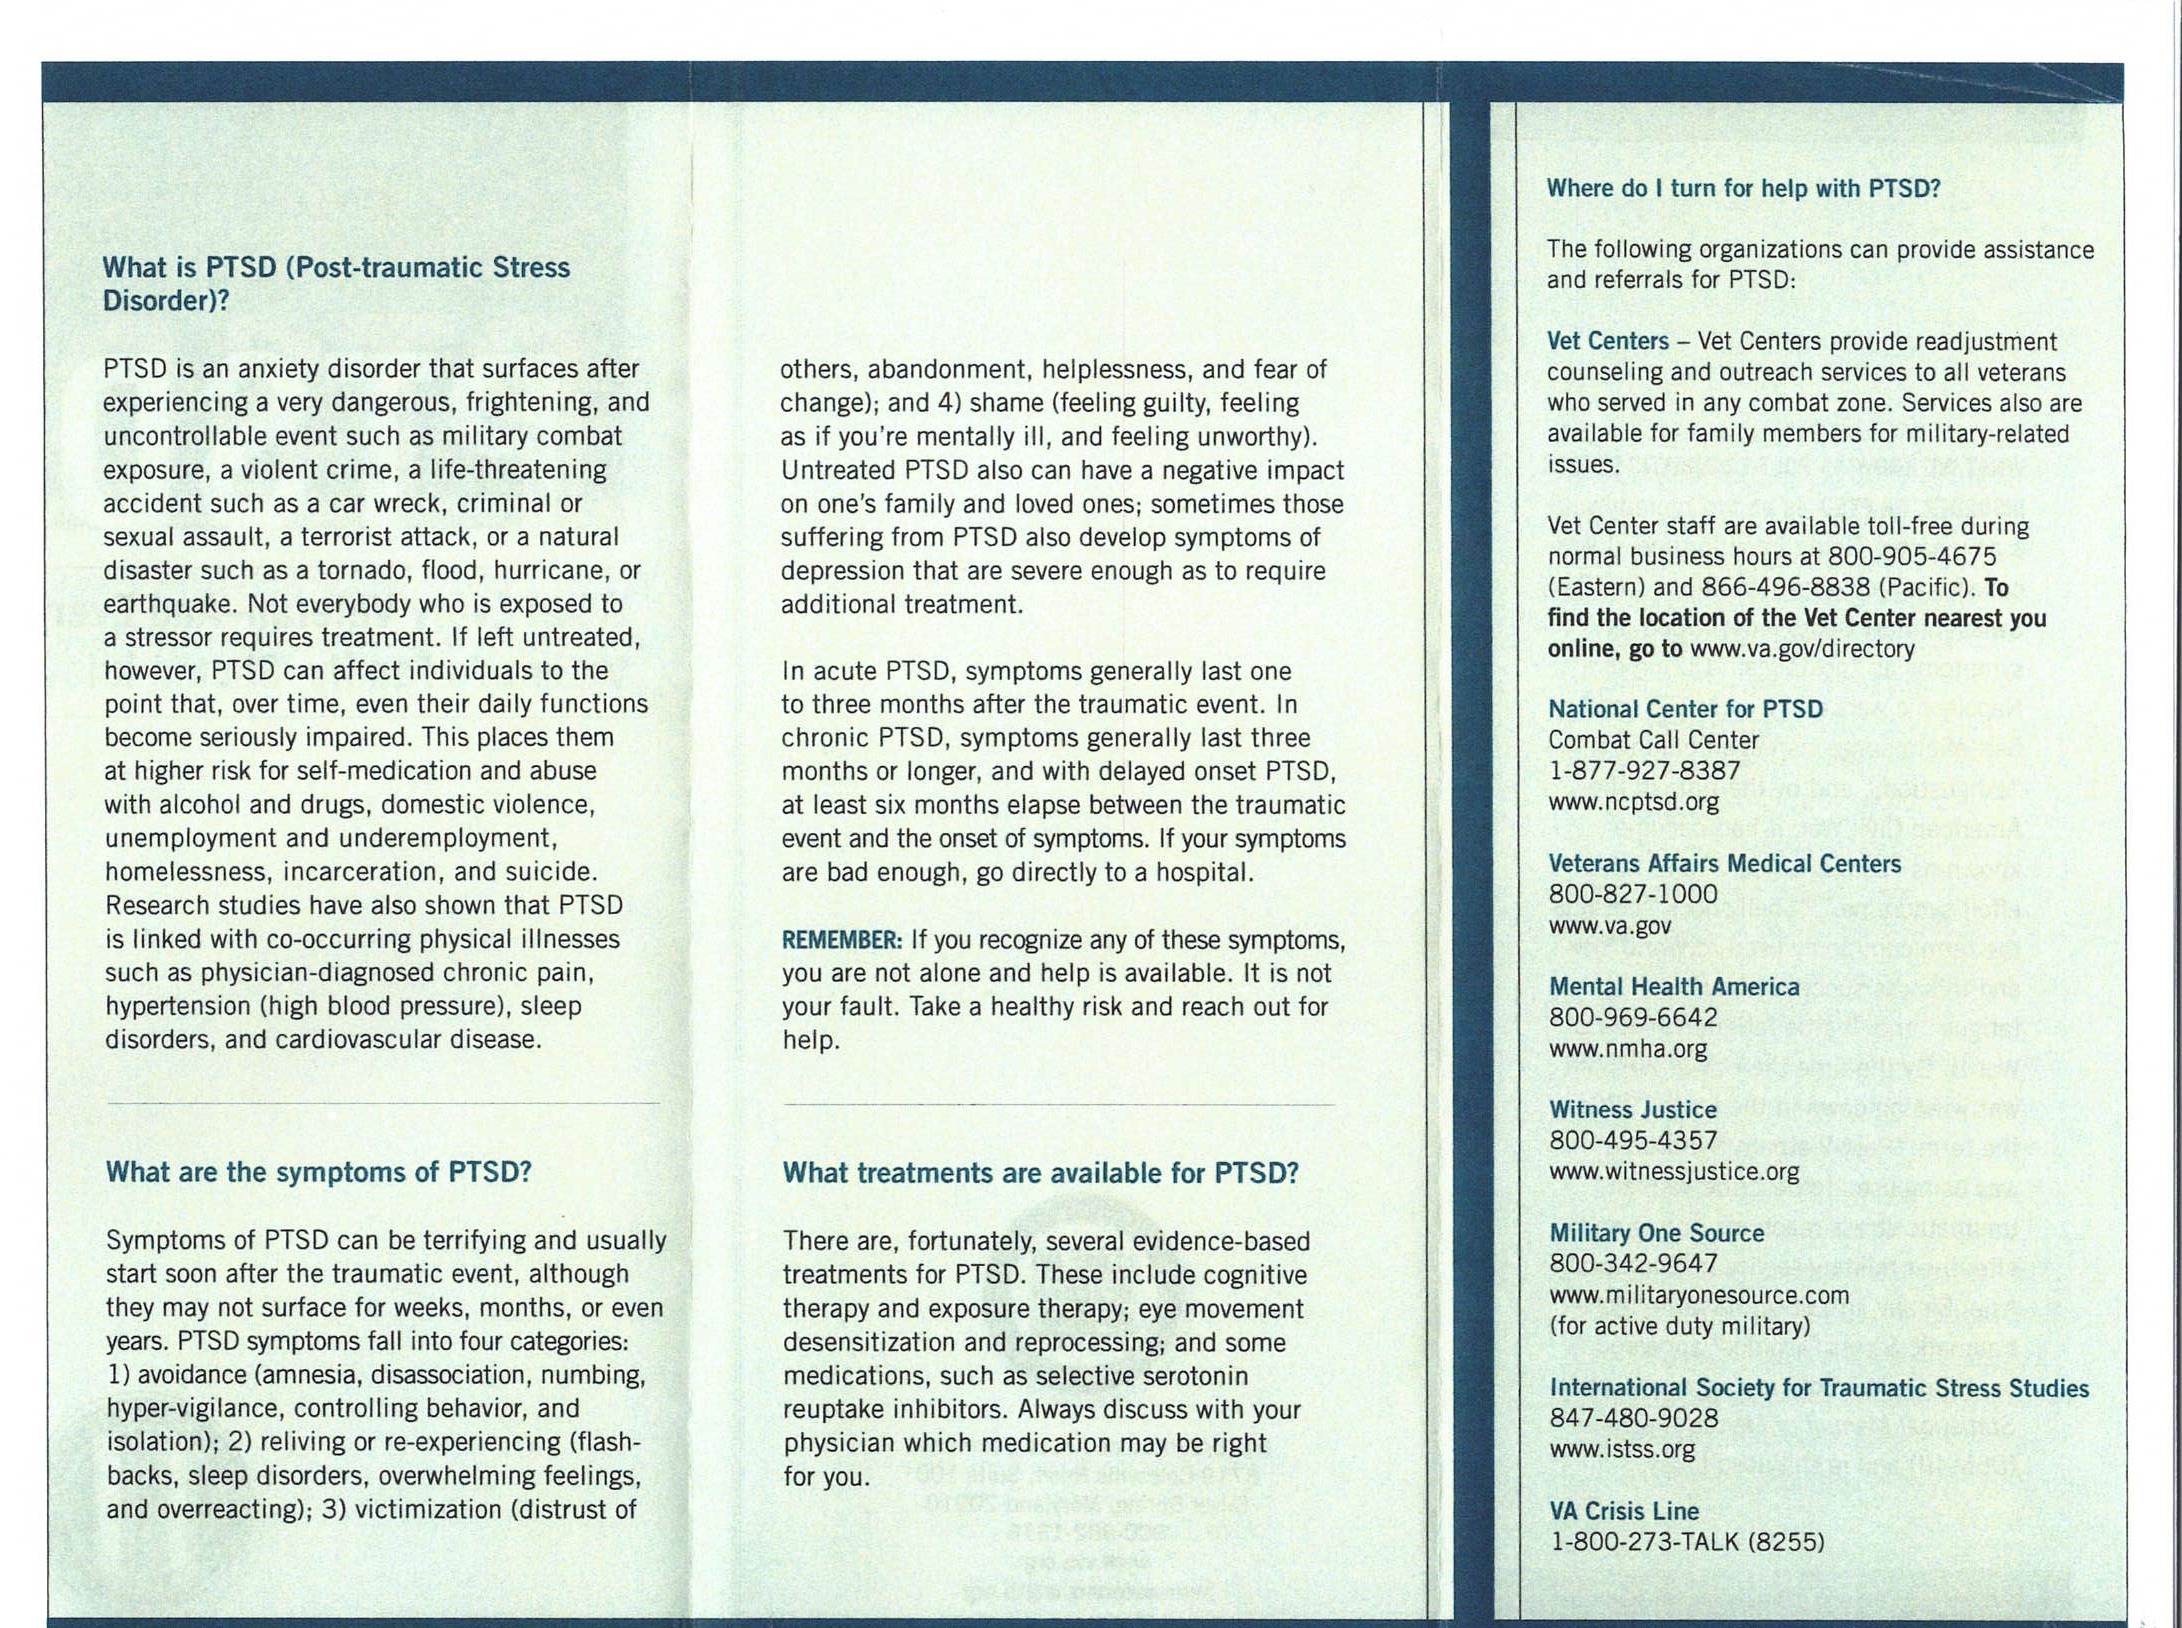 What is PTSD (Post-traumatic Stress
Disorder)?
PTSD is an anxiety disorder that surfaces after
experiencing a very dangerous, frightening, and
uncontrollable event such as military combat
exposure, a violent crime, a life-threatening
accident such as a car wreck, criminal or
sexual assault, a terrorist attack, or a natural
disaster such as a tornado, flood, hurricane, or
earthquake. Not everybody who is exposed to
a stressor requires treatment. If left untreated,
however, PTSD can affect individuals to the
point that, over time, even their daily functions
become seriously impaired. This places them
at higher risk for self-medication and abuse
with alcohol and drugs, domestic violence,
unemployment and underemployment,
homelessness, incarceration, and suicide.
Research studies have also shown that PTSD
is linked with co-occurring physical illnesses
such as physician-diagnosed chronic pain,
hypertension (high blood pressure), sleep
disorders, and cardiovascular disease.
What are the symptoms of PTSD?
Symptoms of PTSD can be terrifying and usually
start soon after the traumatic event, although
they may not surface for weeks, months, or even
years. PTSD symptoms fall into four categories:
1) avoidance (amnesia, disassociation, numbing,
hyper-vigilance, controlling behavior, and
isolation); 2) reliving or re-experiencing (flash-
backs, sleep disorders, overwhelming feelings,
and overreacting); 3) victimization (distrust of
others, abandonment, helplessness, and fear of
change); and 4) shame (feeling guilty, feeling
as if you're mentally ill, and feeling unworthy).
Untreated PTSD also can have a negative impact
on one's family and loved ones; sometimes those
suffering from PTSD also develop symptoms of
depression that are severe enough as to require
additional treatment.
In acute PTSD, symptoms generally last one
to three months after the traumatic event. In
chronic PTSD, symptoms generally last three
months or longer, and with delayed onset PTSD,
at least six months elapse between the traumatic
event and the onset of symptoms. If your symptoms
are bad enough, go directly to a hospital.
REMEMBER: If you recognize any of these symptoms,
you are not alone and help is available. It is not
your fault. Take a healthy risk and reach out for
help.
What treatments are available for PTSD?
There are, fortunately, several evidence-based
treatments for PTSD. These include cognitive
therapy and exposure therapy; eye movement
desensitization and reprocessing; and some
medications, such as selective serotonin
reuptake inhibitors. Always discuss with your
physician which medication may be right
for you.
Where do I turn for help with PTSD?
The following organizations can provide assistance
and referrals for PTSD:
Vet Centers – Vet Centers provide readjustment
counseling and outreach services to all veterans
who served in any combat zone. Services also are
available for family members for military-related
issues.
Vet Center staff are available toll-free during
normal business hours at 800-905-4675
(Eastern) and 866-496-8838 (Pacific). To
find the location of the Vet Center nearest you
online, go to www.va.gov/directory
National Center for PTSD
Combat Call Center
1-877-927-8387
www.ncptsd.org
Veterans Affairs Medical Centers
800-827-1000
www.va.gov
Mental Health America
800-969-6642
www.nmha.org
Witness Justice
800-495-4357
www.witnessjustice.org
Military One Source
800-342-9647
www.militaryonesource.com
(for active duty military)
International Society for Traumatic Stress Studies
847-480-9028
www.istss.org
VA Crisis Line
1-800-273-TALK (8255)